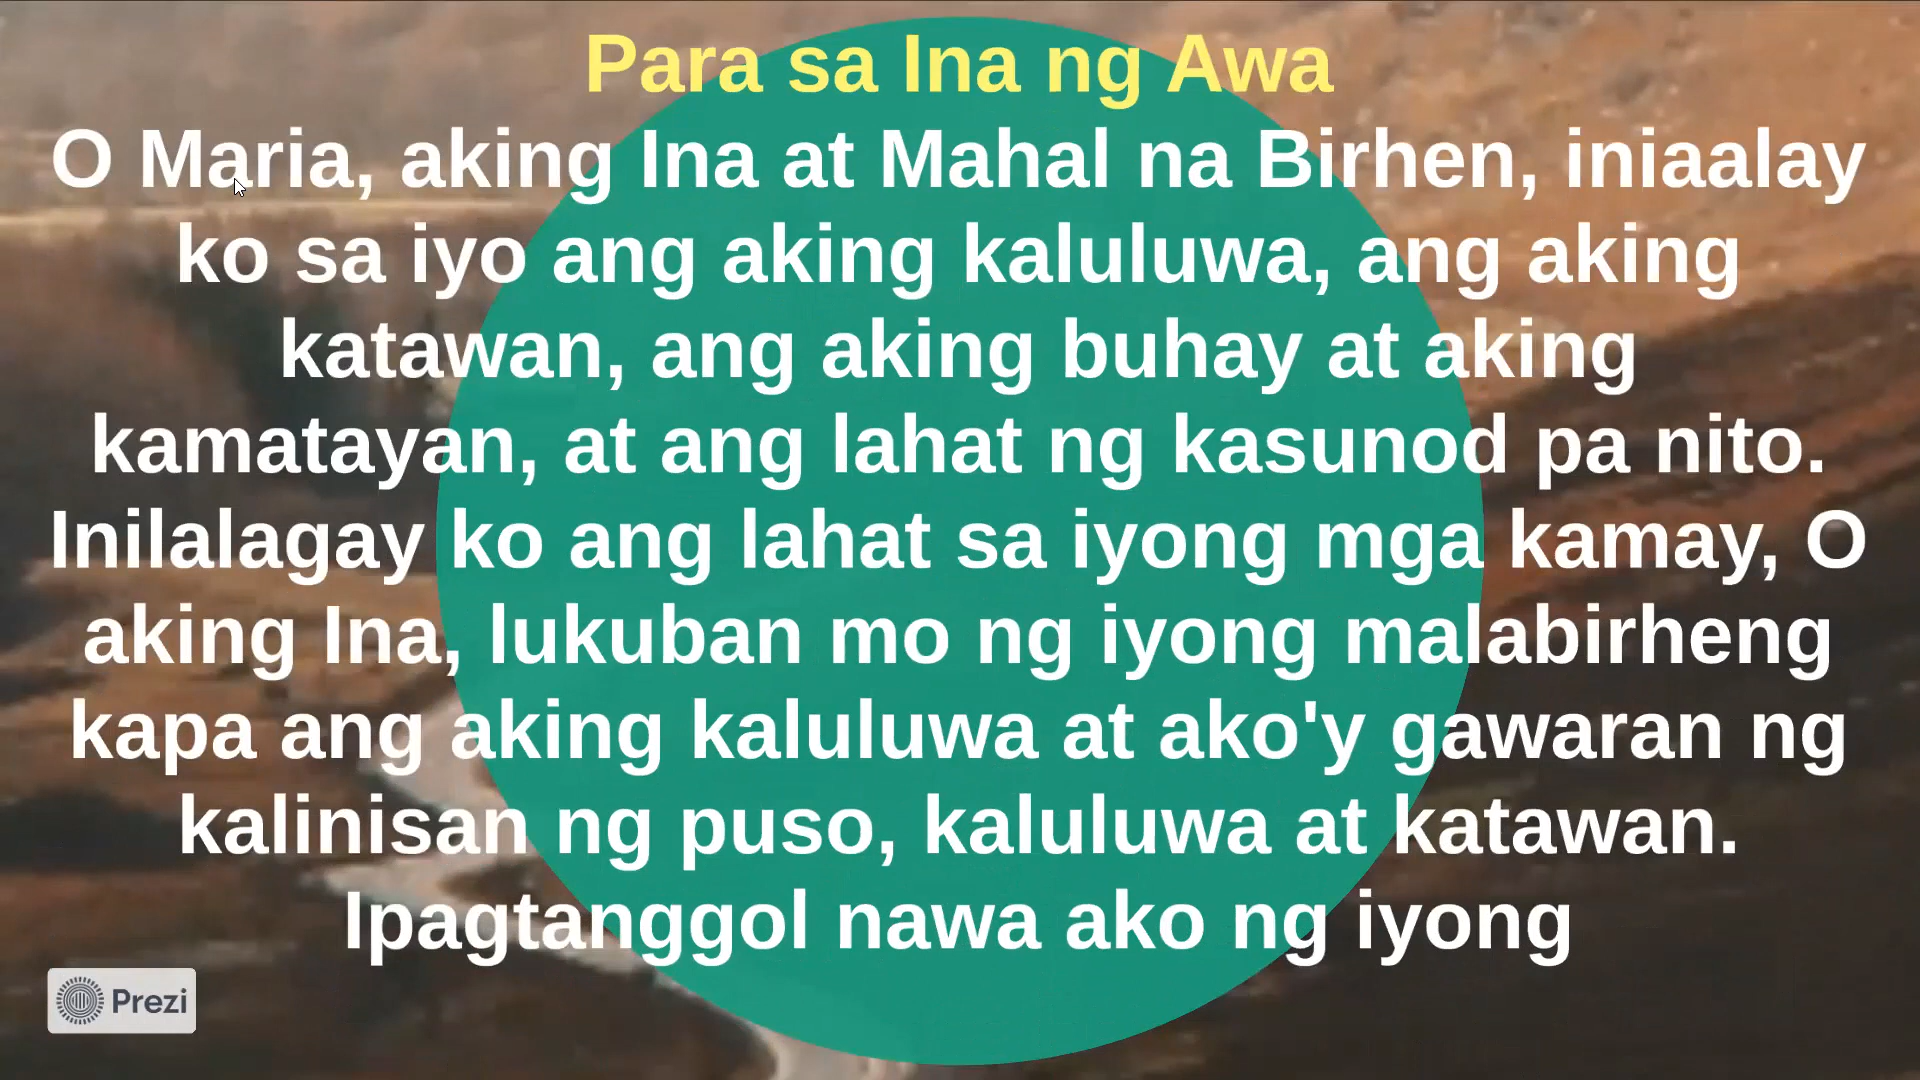 Para sa Ina ng Awa
O Maria, aking Ina at Mahal na Birhen, iniaalay
ko sa iyo ang aking kaluluwa, ang aking
katawan, ang aking buhay at aking
kamatayan, at ang lahat ng kasunod pa nito.
Inilalagay ko ang lahat sa iyong mga kamay, O
aking Ina, lukuban mo ng iyong malabirheng
kapa ang aking kaluluwa at ako'y gawaran ng
kalinisan ng puso, kaluluwa at katawan.
Ipagtanggol nawa ako ng iyong
Prezi